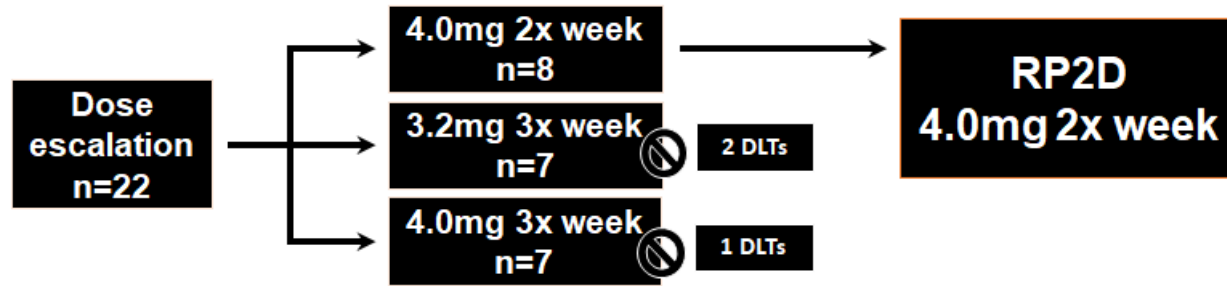 Dose
escalation
n=22
4.0mg 2x week
n=8
3.2mg 3x week
n=7
2 DLTs
4.0mg 3x week
n=7
1 DLTs
RP2D
4.0mg 2x week